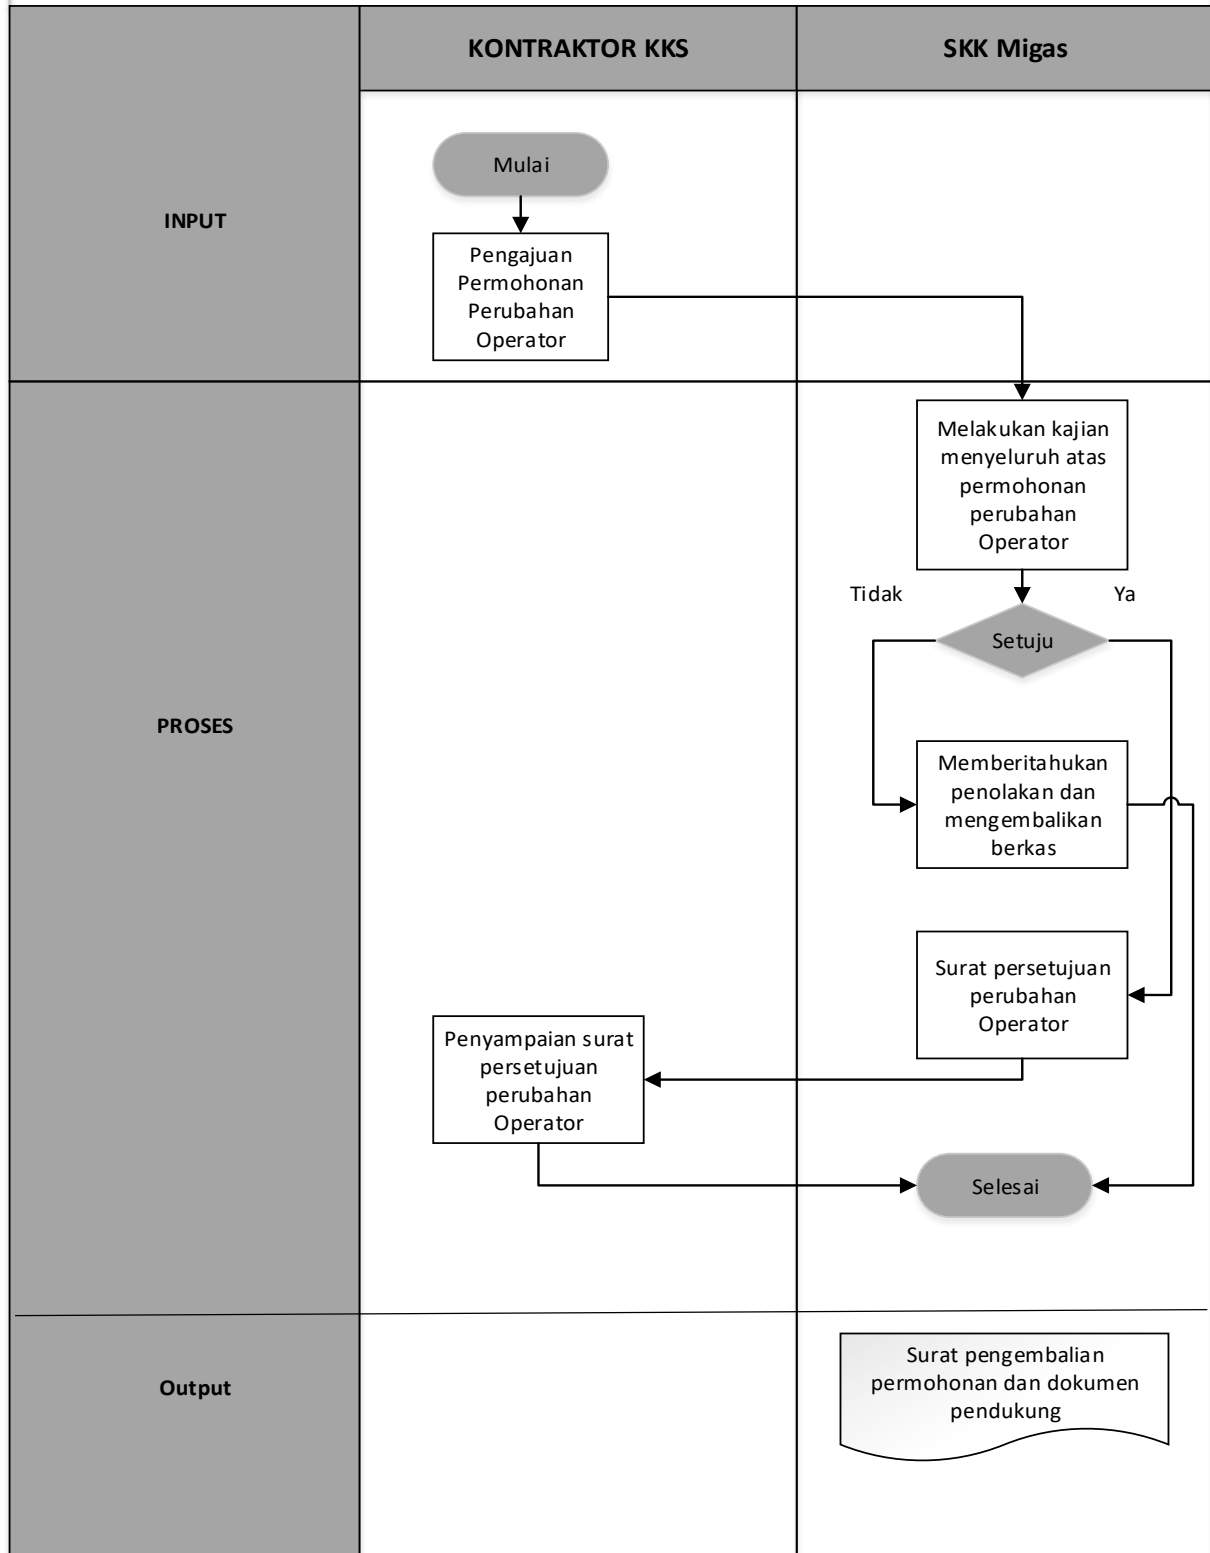 KONTRAKTOR KKS
SKK Migas
INPUT
Mulai
Pengajuan
Permohonan
Perubahan
Operator
PROSES
Melakukan kajian
menyeluruh atas
permohonan
perubahan
Operator
Tidak
Ya
Setuju
Memberitahukan
penolakan dan
mengembalikan
berkas
Surat persetujuan
perubahan
Operator
Penyampaian surat
persetujuan
perubahan
Operator
Selesai
Output
Surat pengembalian
permohonan dan dokumen
pendukung